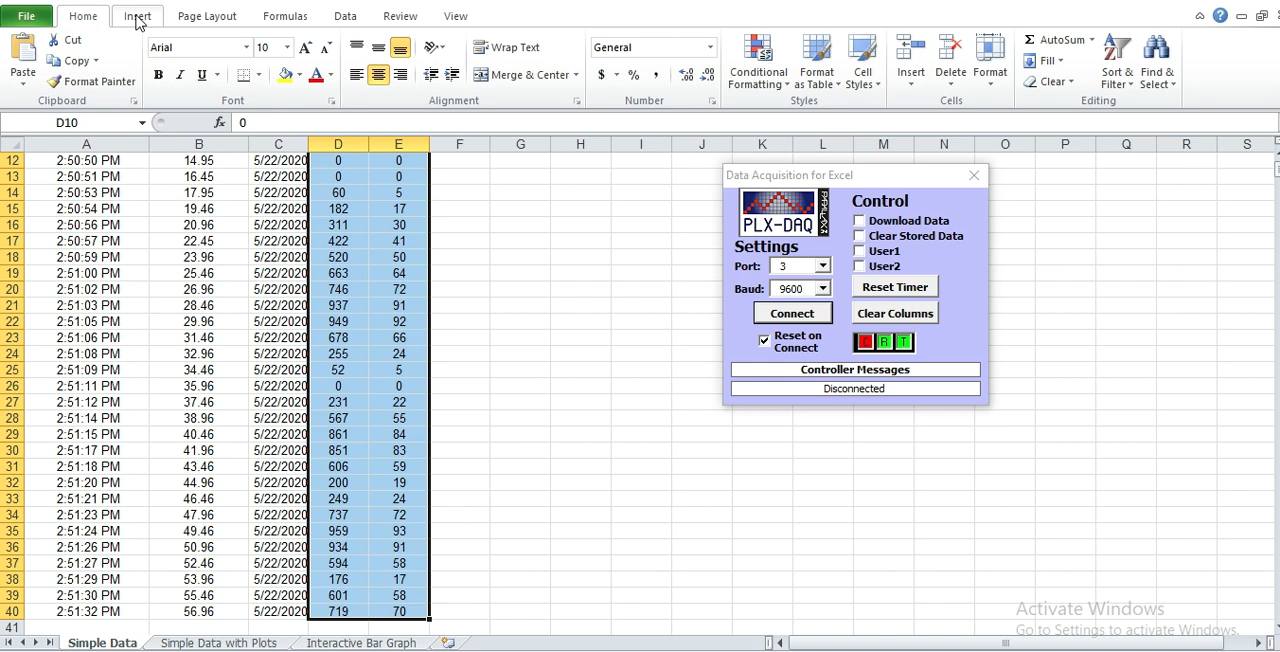 File Home Insert Page Layout Formulas Data Review View
Paste Cut Copy Format Painter Clipboard
Arial 10 A A B I U A Font
Wrap Text Merge & Center Alignment
General $ % , Number
Conditional Formatting Format as Table Cell Styles Styles
Insert Delete Format Cells
Σ AutoSum Fill Clear Sort & Filter Find & Select Editing
D10 fx 0
A B C D E F G H I J K L M N O P Q R S
12 2:50:50 PM 14.95 5/22/2020 0 0
13 2:50:51 PM 16.45 5/22/2020 0 0
14 2:50:53 PM 17.95 5/22/2020 60 5
15 2:50:54 PM 19.46 5/22/2020 182 17
16 2:50:56 PM 20.96 5/22/2020 311 30
17 2:50:57 PM 22.45 5/22/2020 422 41
18 2:50:59 PM 23.96 5/22/2020 520 50
19 2:51:00 PM 25.46 5/22/2020 663 64
20 2:51:02 PM 26.96 5/22/2020 746 72
21 2:51:03 PM 28.46 5/22/2020 937 91
22 2:51:05 PM 29.96 5/22/2020 949 92
23 2:51:06 PM 31.46 5/22/2020 678 66
24 2:51:08 PM 32.96 5/22/2020 255 24
25 2:51:09 PM 34.46 5/22/2020 52 5
26 2:51:11 PM 35.96 5/22/2020 0 0
27 2:51:12 PM 37.46 5/22/2020 231 22
28 2:51:14 PM 38.96 5/22/2020 567 55
29 2:51:15 PM 40.46 5/22/2020 861 84
30 2:51:17 PM 41.96 5/22/2020 851 83
31 2:51:18 PM 43.46 5/22/2020 606 59
32 2:51:20 PM 44.96 5/22/2020 200 19
33 2:51:21 PM 46.46 5/22/2020 249 24
34 2:51:23 PM 47.96 5/22/2020 737 72
35 2:51:24 PM 49.46 5/22/2020 959 93
36 2:51:26 PM 50.96 5/22/2020 934 91
37 2:51:27 PM 52.46 5/22/2020 594 58
38 2:51:29 PM 53.96 5/22/2020 176 17
39 2:51:30 PM 55.46 5/22/2020 601 58
40 2:51:32 PM 56.96 5/22/2020 719 70
41
Data Acquisition for Excel
PLX-DAQ PARALLAX
Settings
Port: 3
Baud: 9600
Connect
Reset on Connect
Control
Download Data
Clear Stored Data
User1
User2
Reset Timer
Clear Columns
C R T
Controller Messages
Disconnected
Activate Windows
Go to Settings to activate Windows.
Simple Data Simple Data with Plots Interactive Bar Graph